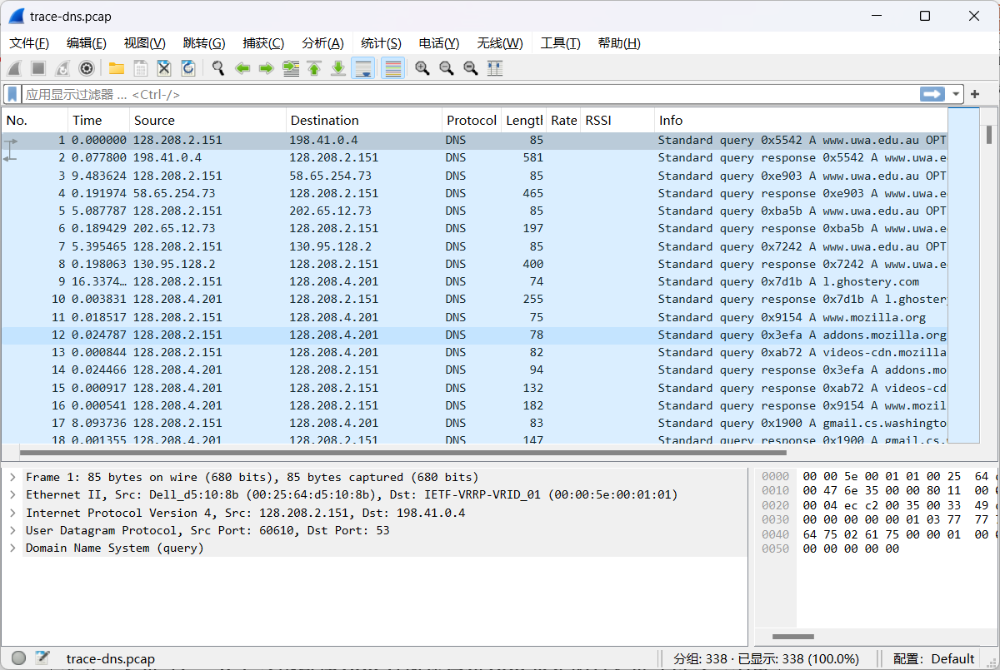 trace-dns.pcap
文件(F) 编辑(E) 视图(V) 跳转(G) 捕获(C) 分析(A) 统计(S) 电话(Y) 无线(W) 工具(T) 帮助(H)
应用显示过滤器 … <Ctrl-/>
No. Time Source Destination Protocol Lengtl Rate RSSI Info
1 0.000000 128.208.2.151 198.41.0.4 DNS 85 Standard query 0x5542 A www.uwa.edu.au OPT
2 0.077800 198.41.0.4 128.208.2.151 DNS 581 Standard query response 0x5542 A www.uwa.e
3 9.483624 128.208.2.151 58.65.254.73 DNS 85 Standard query 0xe903 A www.uwa.edu.au OPT
4 0.191974 58.65.254.73 128.208.2.151 DNS 465 Standard query response 0xe903 A www.uwa.e
5 5.087787 128.208.2.151 202.65.12.73 DNS 85 Standard query 0xba5b A www.uwa.edu.au OPT
6 0.189429 202.65.12.73 128.208.2.151 DNS 197 Standard query response 0xba5b A www.uwa.e
7 5.395465 128.208.2.151 130.95.128.2 DNS 85 Standard query 0x7242 A www.uwa.edu.au OPT
8 0.198063 130.95.128.2 128.208.2.151 DNS 400 Standard query response 0x7242 A www.uwa.e
9 16.3374… 128.208.2.151 128.208.4.201 DNS 74 Standard query 0x7d1b A l.ghostery.com
10 0.003831 128.208.4.201 128.208.2.151 DNS 255 Standard query response 0x7d1b A l.ghostery
11 0.018517 128.208.2.151 128.208.4.201 DNS 75 Standard query 0x9154 A www.mozilla.org
12 0.024787 128.208.2.151 128.208.4.201 DNS 78 Standard query 0x3efa A addons.mozilla.org
13 0.000844 128.208.2.151 128.208.4.201 DNS 82 Standard query 0xab72 A videos-cdn.mozilla
14 0.024466 128.208.4.201 128.208.2.151 DNS 94 Standard query response 0x3efa A addons.mo
15 0.000917 128.208.4.201 128.208.2.151 DNS 132 Standard query response 0xab72 A videos-cd
16 0.000541 128.208.4.201 128.208.2.151 DNS 182 Standard query response 0x9154 A www.mozil
17 8.093736 128.208.2.151 128.208.4.201 DNS 83 Standard query 0x1900 A gmail.cs.washingto
18 0.001355 128.208.4.201 128.208.2.151 DNS 147 Standard query response 0x1900 A gmail.cs.
Frame 1: 85 bytes on wire (680 bits), 85 bytes captured (680 bits)
Ethernet II, Src: Dell_d5:10:8b (00:25:64:d5:10:8b), Dst: IETF-VRRP-VRID_01 (00:00:5e:00:01:01)
Internet Protocol Version 4, Src: 128.208.2.151, Dst: 198.41.0.4
User Datagram Protocol, Src Port: 60610, Dst Port: 53
Domain Name System (query)
0000 00 00 5e 00 01 01 00 25 64
0010 00 47 6e 35 00 00 80 11 00
0020 00 04 ec c2 00 35 00 33 49
0030 00 00 00 00 00 01 03 77 77
0040 64 75 02 61 75 00 00 01 00
0050 00 00 00 00 00
trace-dns.pcap 分组: 338 · 已显示: 338 (100.0%) 配置: Default